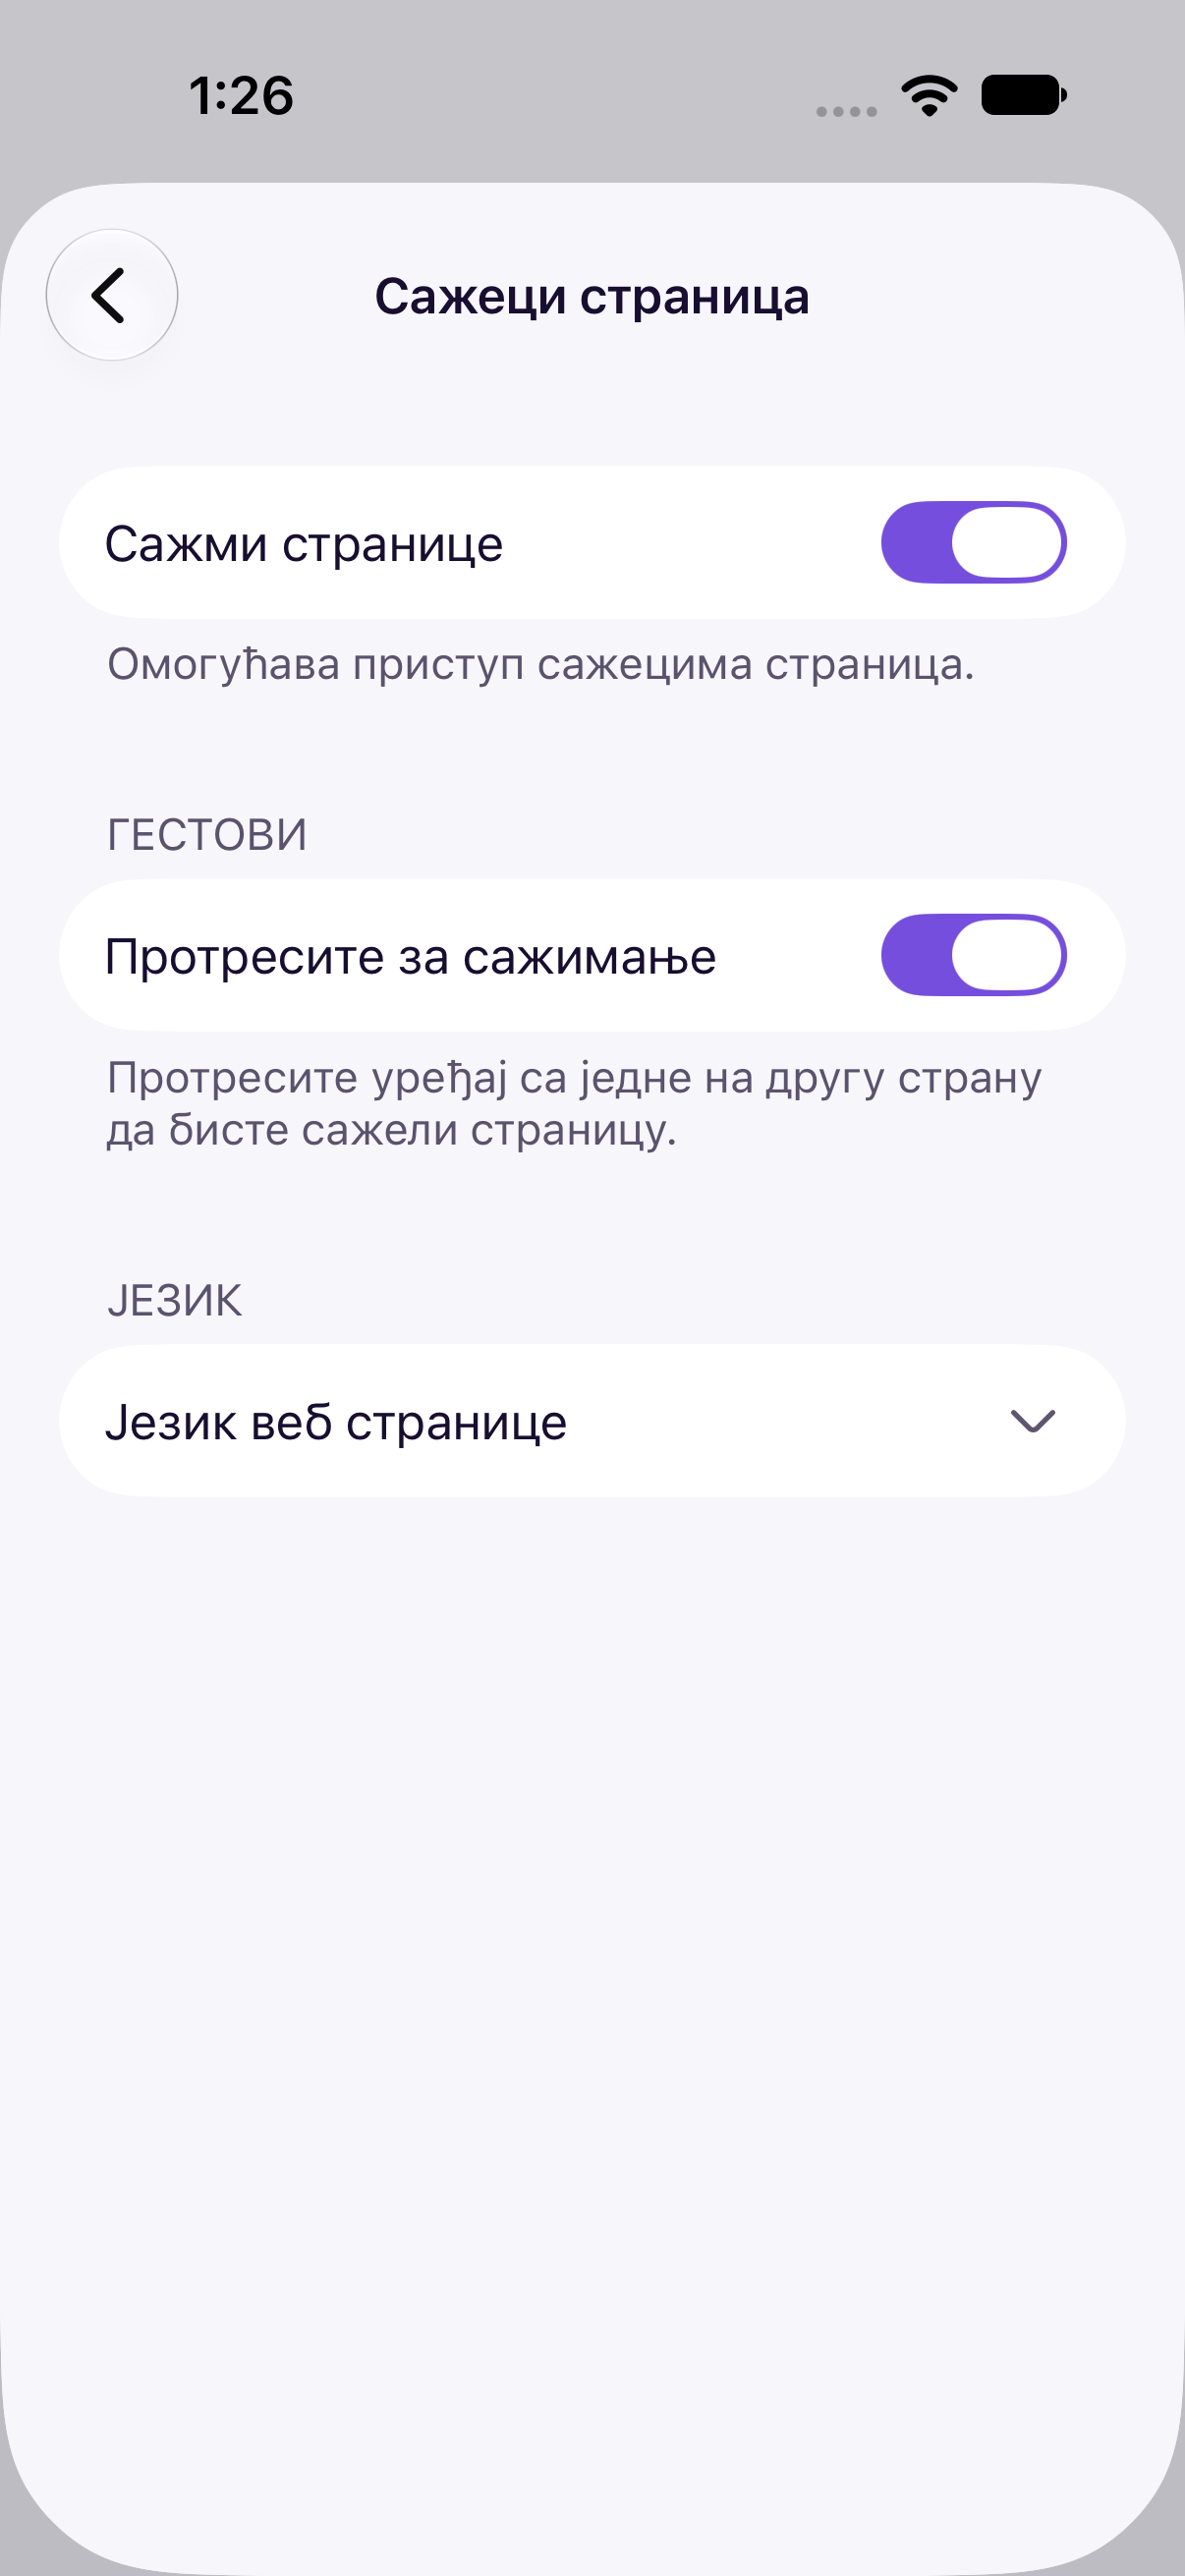 1:26
Сажеци страница
Сажми странице
Омогућава приступ сажецима страница.
ГЕСТОВИ
Протресите за сажимање
Протресите уређај са једне на другу страну
да бисте сажели страницу.
ЈЕЗИК
Језик веб странице